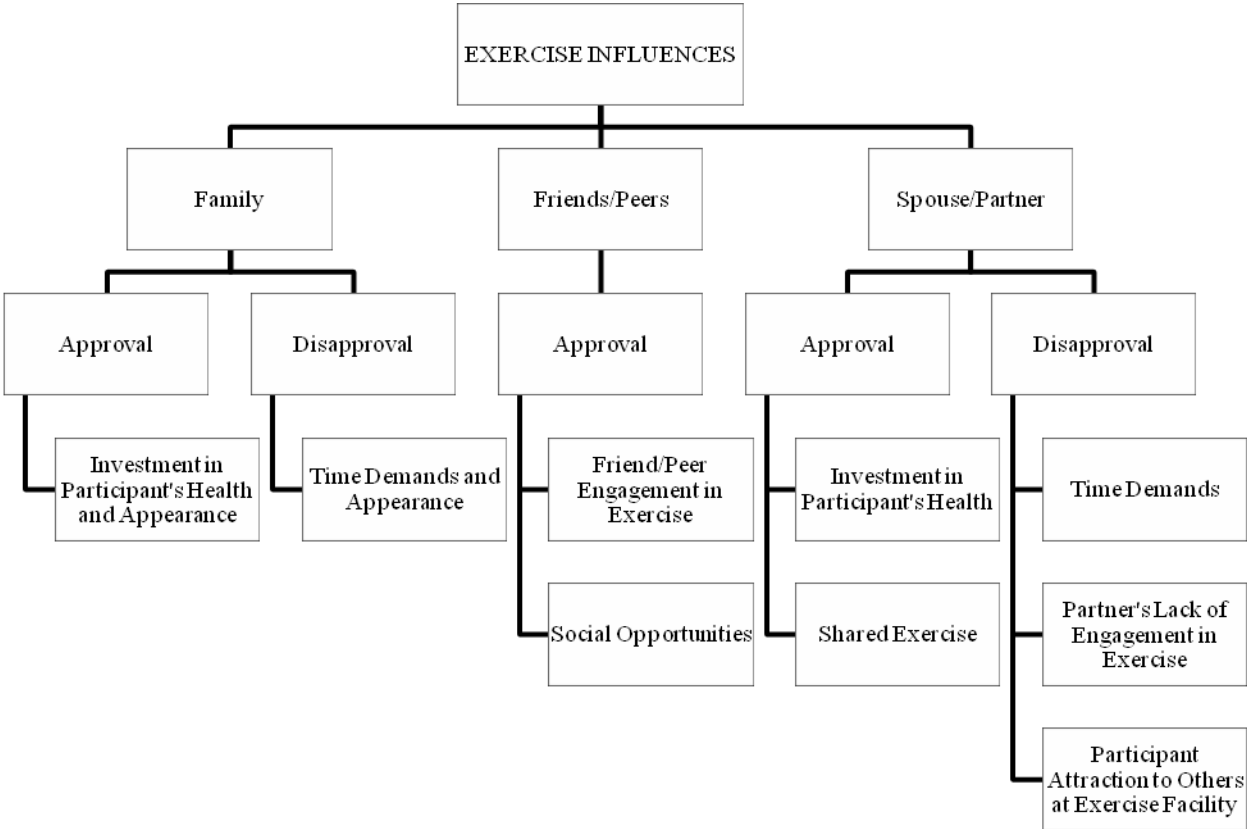 EXERCISE INFLUENCES
Family
Friends/Peers
Spouse/Partner
Approval
Disapproval
Approval
Approval
Disapproval
Investment in
Participant's Health
and Appearance
Time Demands and
Appearance
Friend/Peer
Engagement in
Exercise
Investment in
Participant's Health
Time Demands
Social Opportunities
Shared Exercise
Partner's Lack of
Engagement in
Exercise
Participant
Attraction to Others
at Exercise Facility